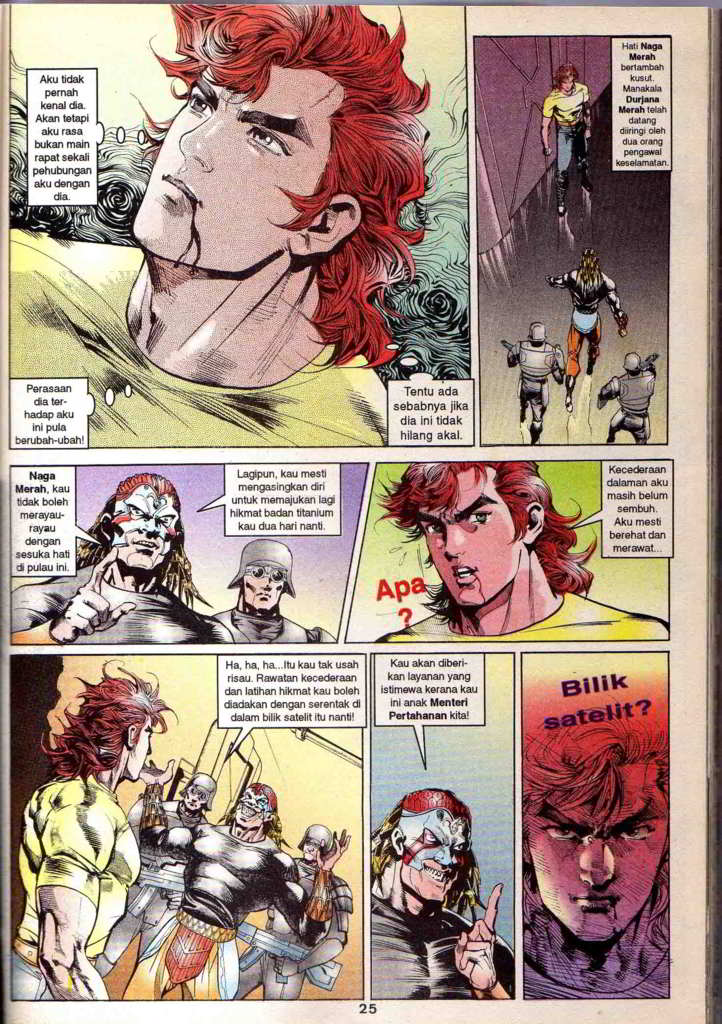 Aku tidak
pernah
kenal dia.
Akan tetapi
aku rasa
bukan main
rapat sekali
pehubungan
aku dengan
dia.
Perasaan
dia ter-
hadap aku
ini pula
berubah-ubah!
Tentu ada
sebabnya jika
dia ini tidak
hilang akal.
Hati Naga
Merah
bertambah
kusut.
Manakala
Durjana
Merah telah
datang
diiringi oleh
dua orang
pengawal
keselamatan.
Naga
Merah, kau
tidak boleh
merayau-
rayau
dengan
sesuka hati
di pulau ini.
Lagipun, kau mesti
mengasingkan diri
untuk memajukan lagi
hikmat badan titanium
kau dua hari nanti.
Apa
?
Kecederaan
dalaman aku
masih belum
sembuh.
Aku mesti
berehat dan
merawat...
Ha, ha, ha...Itu kau tak usah
risau. Rawatan kecederaan
dan latihan hikmat kau boleh
diadakan dengan serentak di
dalam bilik satelit itu nanti!
Kau akan diberi-
kan layanan yang
istimewa kerana kau
ini anak Menteri
Pertahanan kita!
Bilik
satelit?
25